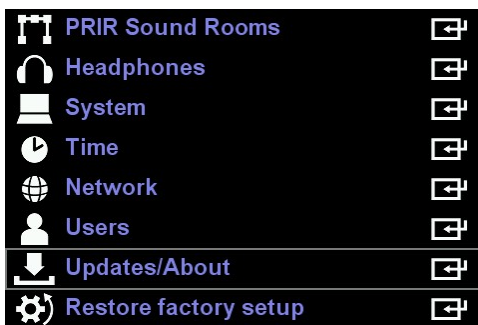 PRIR Sound Rooms
Headphones
System
Time
Network
Users
Updates/About
Restore factory setup